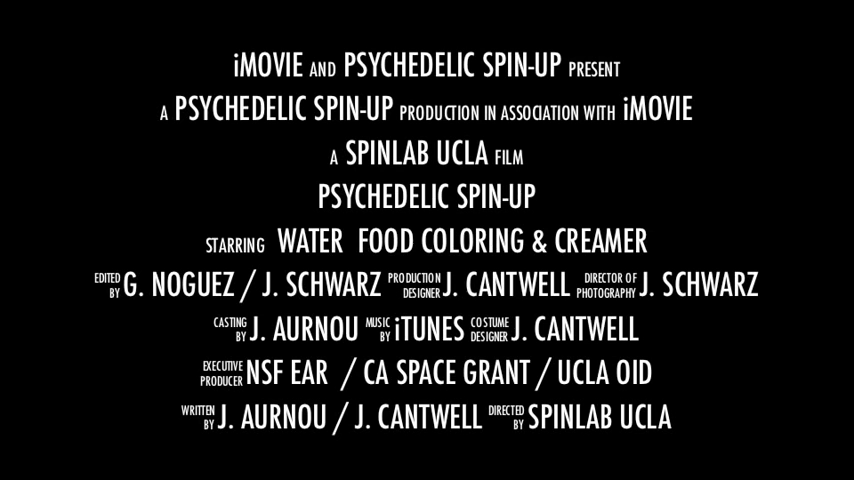 iMOVIE AND PSYCHEDELIC SPIN-UP PRESENT
A PSYCHEDELIC SPIN-UP PRODUCTION IN ASSOCIATION WITH iMOVIE
A SPINLAB UCLA FILM
PSYCHEDELIC SPIN-UP
STARRING WATER FOOD COLORING & CREAMER
EDITED BY G. NOGUEZ / J. SCHWARZ PRODUCTION DESIGNER J. CANTWELL DIRECTOR OF PHOTOGRAPHY J. SCHWARZ
CASTING BY J. AURNOU MUSIC BY iTUNES COSTUME DESIGNER J. CANTWELL
EXECUTIVE PRODUCER NSF EAR / CA SPACE GRANT / UCLA OID
WRITTEN BY J. AURNOU / J. CANTWELL DIRECTED BY SPINLAB UCLA